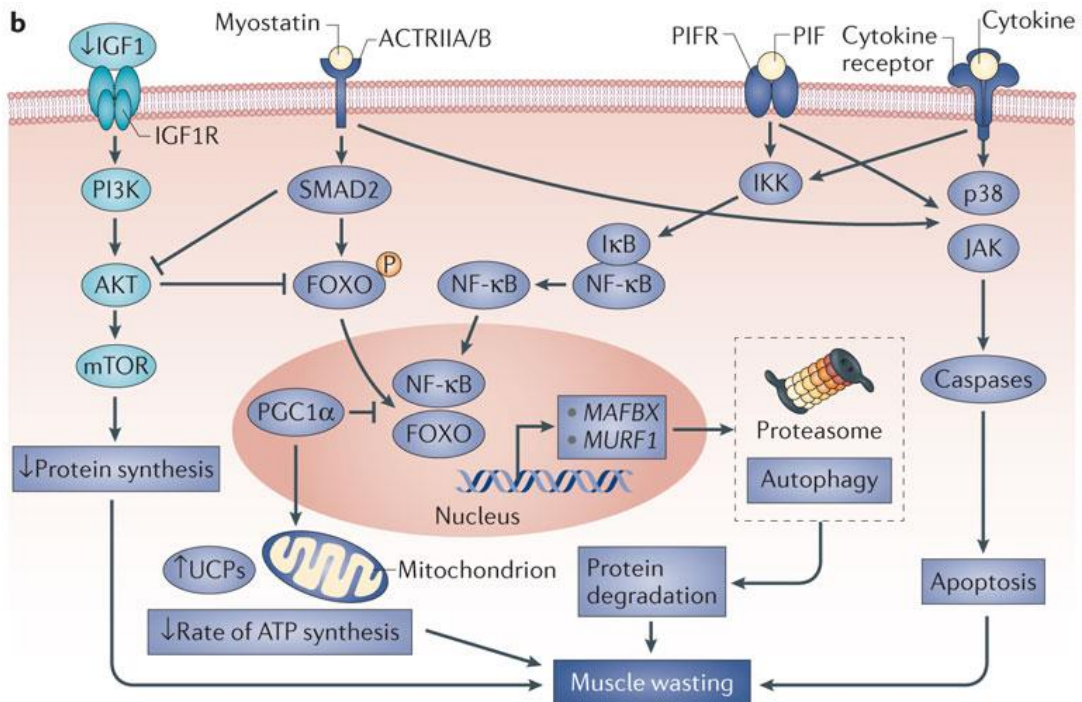 b
↓IGF1
Myostatin
ACTRIIA/B
PIFR
PIF
Cytokine
receptor
Cytokine
IGF1R
PI3K
SMAD2
IKK
p38
JAK
IκB
NF-κB
NF-κB
AKT
FOXO
P
mTOR
NF-κB
FOXO
PGC1α
• MAFBX
• MURF1
Proteasome
Autophagy
Caspases
↓Protein synthesis
Nucleus
↑UCPs
Mitochondrion
Protein
degradation
Apoptosis
↓Rate of ATP synthesis
Muscle wasting